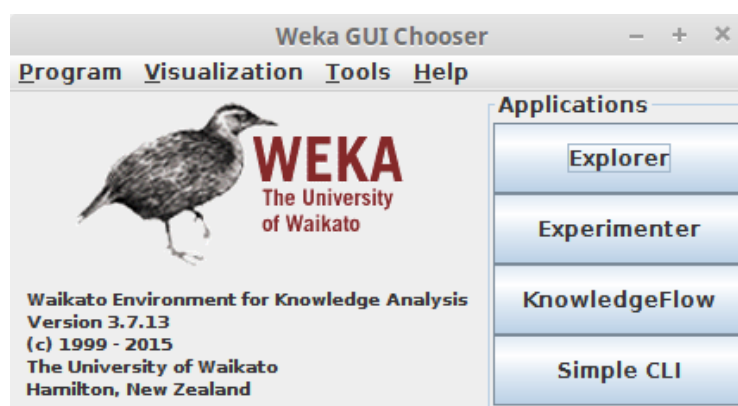 Weka GUI Chooser
Program Visualization Tools Help
WEKA
The University
of Waikato
Waikato Environment for Knowledge Analysis
Version 3.7.13
(c) 1999 - 2015
The University of Waikato
Hamilton, New Zealand
Applications
Explorer
Experimenter
KnowledgeFlow
Simple CLI